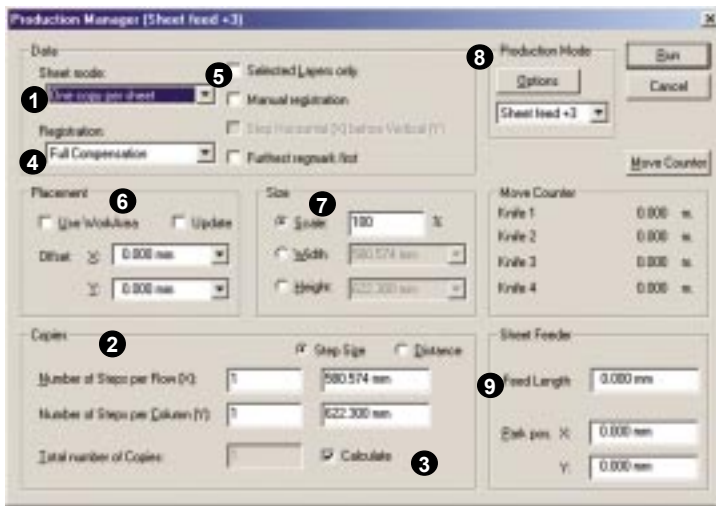 Production Manager (Sheet feed +3)
Data
Sheet mode:
1
One copy per sheet
Registration:
4
Full Compensation
5
Selected Layers only
Manual registration
Step Horizontal (X) before Vertical (Y)
Furthest regmark first
8
Production Mode
Options
Sheet feed +3
Run
Cancel
Move Counter
Placement
6
Use WorkArea
Update
Offset X: 0.000 mm
Y: 0.000 mm
Size
7
Scale 100 %
Width 580.574 mm
Height 622.300 mm
Move Counter
Knife 1 0.000 m.
Knife 2 0.000 m.
Knife 3 0.000 m.
Knife 4 0.000 m.
Copies
2
Step Size
Distance
Number of Steps per Row (X): 1 580.574 mm
Number of Steps per Column (Y): 1 622.300 mm
Total number of Copies: 1
Calculate
3
Sheet Feeder
9
Feed Length 0.000 mm
Park pos. X: 0.000 mm
Y: 0.000 mm